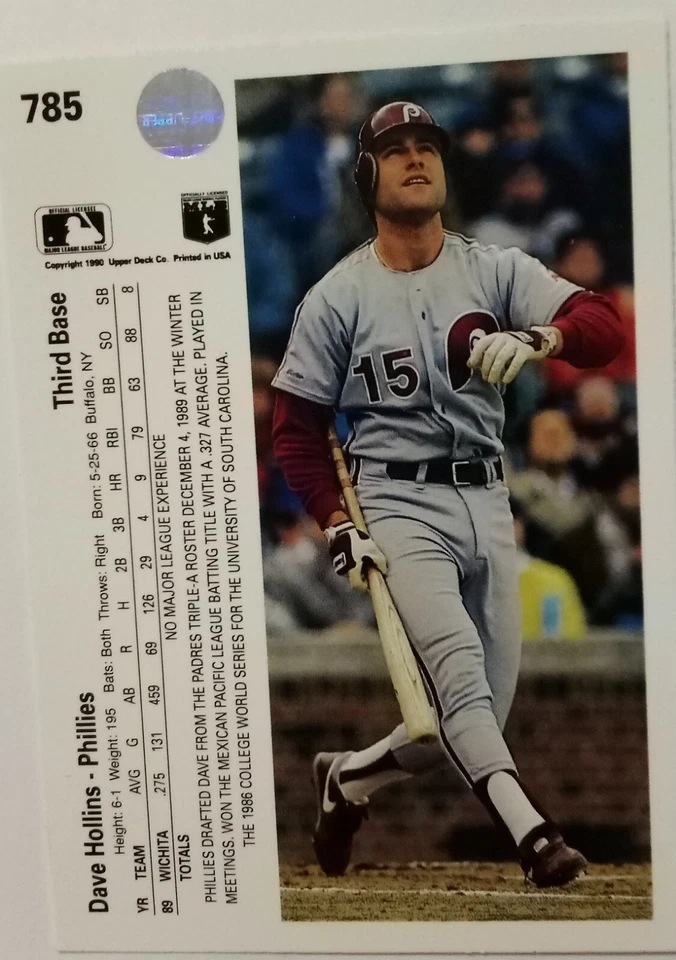 785
OFFICIAL LICENSEE
MAJOR LEAGUE BASEBALL
OFFICIALLY LICENSED
Copyright 1990 Upper Deck Co. Printed in USA
Dave Hollins - Phillies Third Base
Height: 6-1 Weight: 195 Bats: Both Throws: Right Born: 5-25-66 Buffalo, NY
YR TEAM AVG G AB R H 2B 3B HR RBI BB SO SB
89 WICHITA .275 131 459 69 126 29 4 9 79 63 88 8
TOTALS NO MAJOR LEAGUE EXPERIENCE
PHILLIES DRAFTED DAVE FROM THE PADRES TRIPLE-A ROSTER DECEMBER 4, 1989 AT THE WINTER
MEETINGS. WON THE MEXICAN PACIFIC LEAGUE BATTING TITLE WITH A .327 AVERAGE. PLAYED IN
THE 1986 COLLEGE WORLD SERIES FOR THE UNIVERSITY OF SOUTH CAROLINA.
P
15